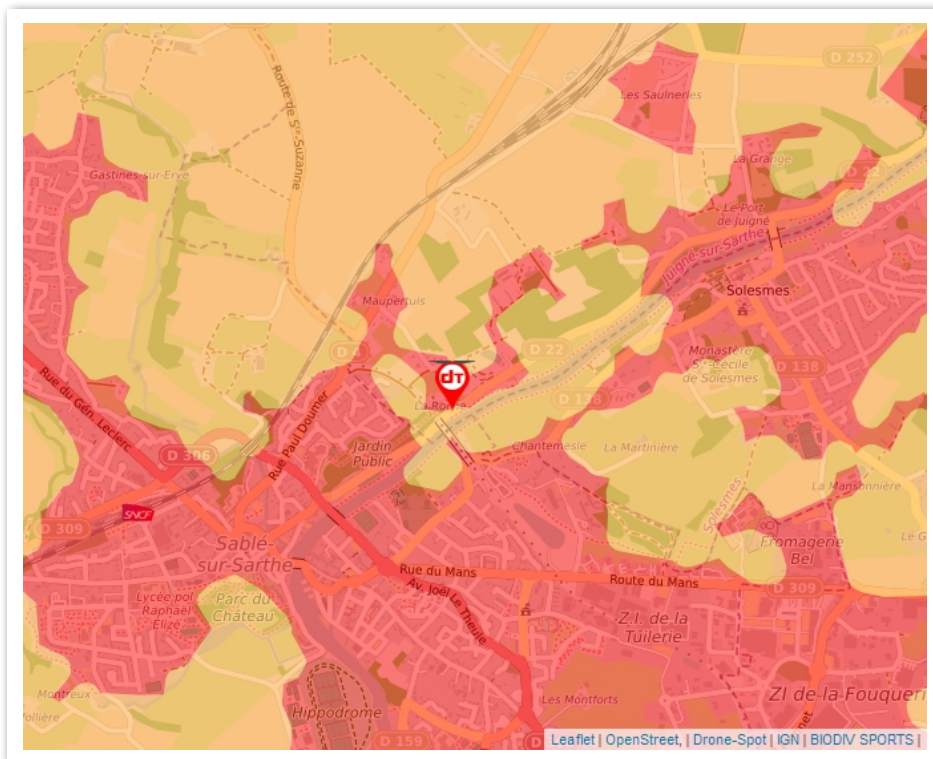 D 252
Les Saulneries
Route de Sᵗᵉ-Suzanne
La Grange
D 22
Gastines-sur-Erve
Le Port
de Juigné
Juigné-sur-Sarthe
Solesmes
Maupertuis
D 4
D 22
dT
Monastère
Sᵗᵉ-Cécile
de Solesmes
D 138
D 138
Rue du Gén. Leclerc
Rue Paul Doumer
Jardin
Public
Chantemesle
La Martinière
D 306
La Mansonnière
Solesmes
SNCF
D 309
Sablé-
sur-Sarthe
Fromagerie
Bel
Rue du Mans
Route du Mans
D 309
Av. Joël Le Theule
Lycée pol
Raphaël
Elizé
Parc du
Château
Z.I. de la
Tuilerie
Montreux
Les Montforts
ZI de la Fouqueri
Hippodrome
D 159
Leaflet | OpenStreet, | Drone-Spot | IGN | BIODIV SPORTS |